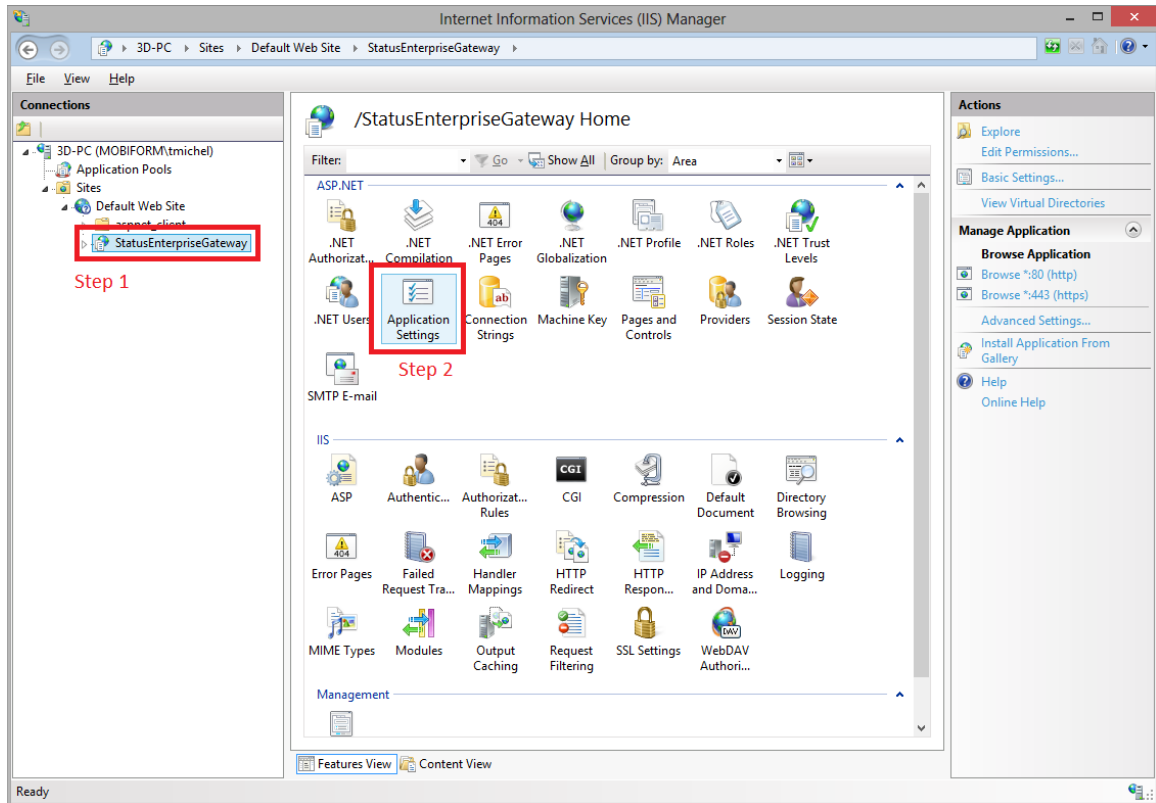 Internet Information Services (IIS) Manager
3D-PC Sites Default Web Site StatusEnterpriseGateway
File View Help
Connections
3D-PC (MOBIFORM\tmichel)
Application Pools
Sites
Default Web Site
aspnet_client
StatusEnterpriseGateway
Step 1
/StatusEnterpriseGateway Home
Filter: Go Show All Group by: Area
ASP.NET
.NET Authorizat...
.NET Compilation
.NET Error Pages
404
.NET Globalization
.NET Profile
.NET Roles
.NET Trust Levels
.NET Users
Application Settings
Connection Strings
ab
Machine Key
Pages and Controls
Providers
Session State
Step 2
SMTP E-mail
IIS
ASP
Authentic...
Authorizat... Rules
CGI
CGI
Compression
Default Document
Directory Browsing
404
Error Pages
Failed Request Tra...
Handler Mappings
HTTP Redirect
HTTP Respon...
IP Address and Doma...
Logging
MIME Types
Modules
Output Caching
Request Filtering
SSL Settings
DAV
WebDAV Authori...
Management
Features View Content View
Actions
Explore
Edit Permissions...
Basic Settings...
View Virtual Directories
Manage Application
Browse Application
Browse *:80 (http)
Browse *:443 (https)
Advanced Settings...
Install Application From
Gallery
Help
Online Help
Ready